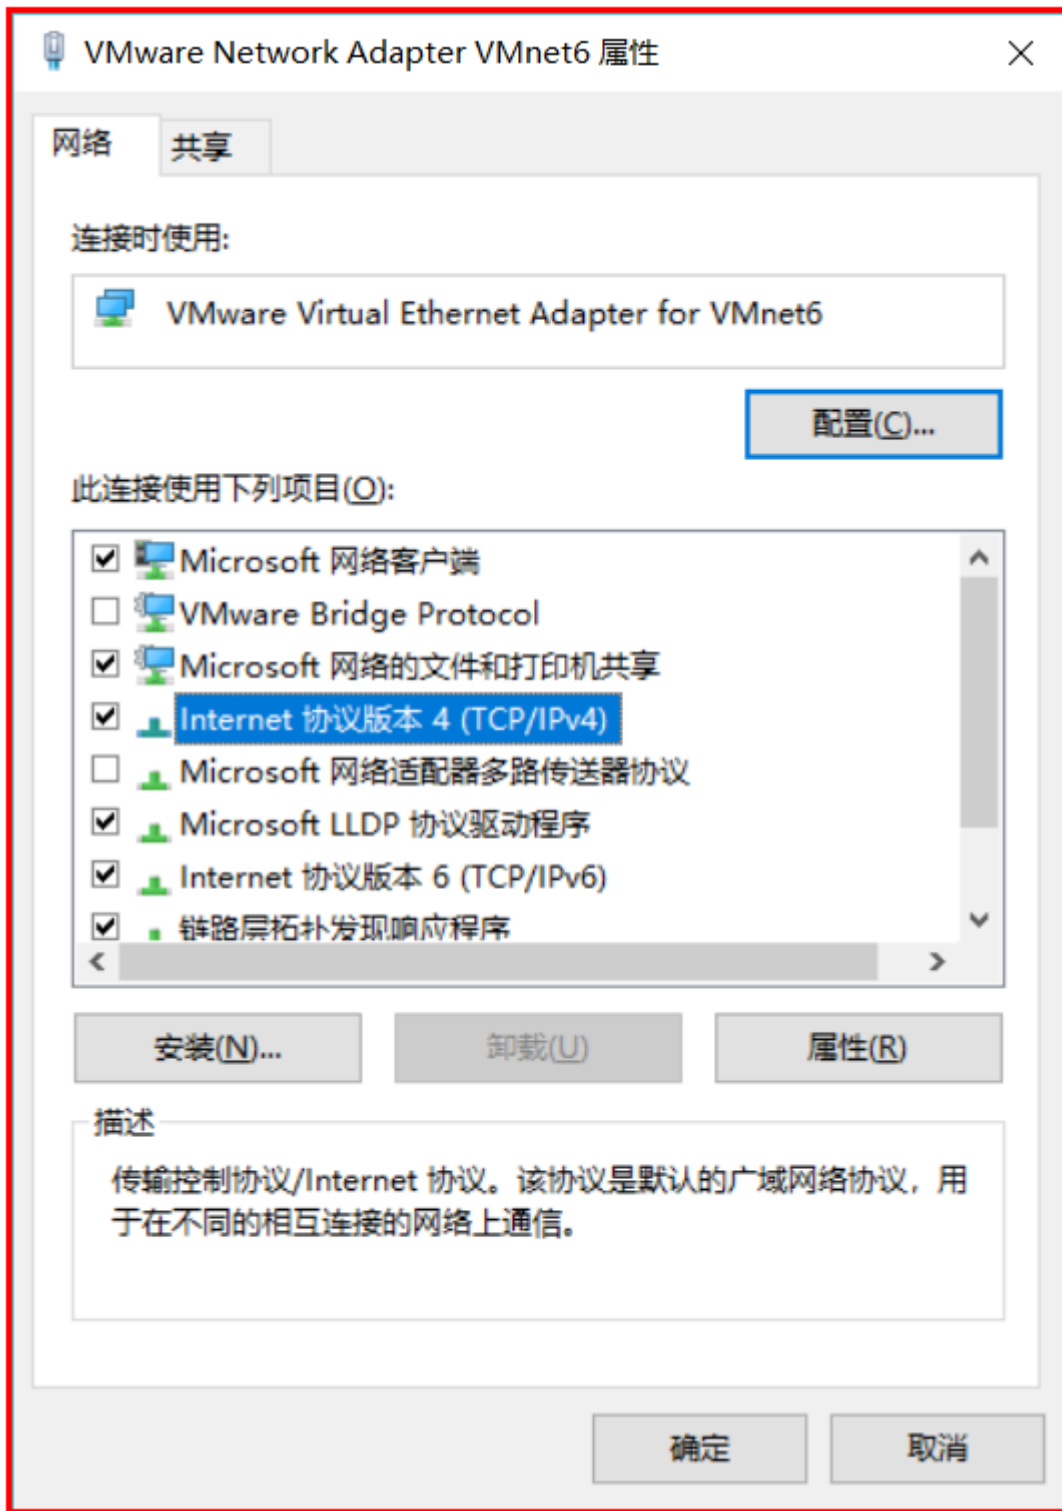 VMware Network Adapter VMnet6 属性
网络
共享
连接时使用:
VMware Virtual Ethernet Adapter for VMnet6
配置(C)...
此连接使用下列项目(O):
Microsoft 网络客户端
VMware Bridge Protocol
Microsoft 网络的文件和打印机共享
Internet 协议版本 4 (TCP/IPv4)
Microsoft 网络适配器多路传送器协议
Microsoft LLDP 协议驱动程序
Internet 协议版本 6 (TCP/IPv6)
链路层拓扑发现响应程序
安装(N)...
卸载(U)
属性(R)
描述
传输控制协议/Internet 协议。该协议是默认的广域网络协议，用
于在不同的相互连接的网络上通信。
确定
取消